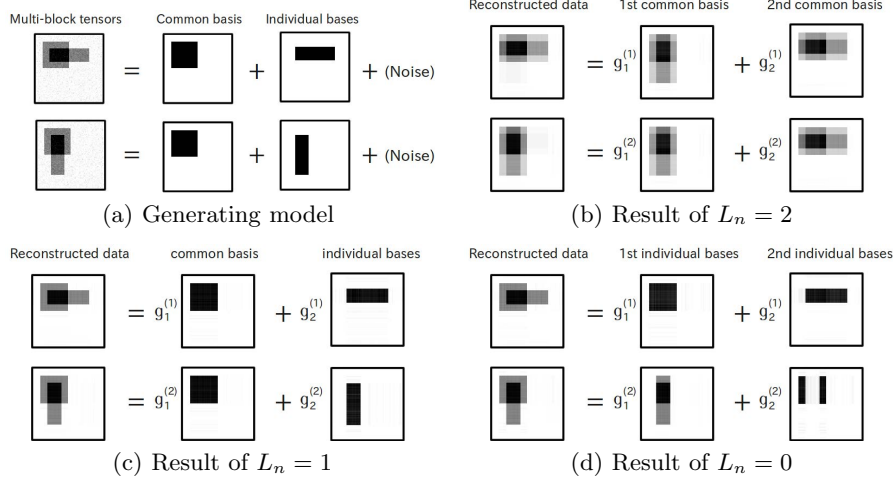 Multi-block tensors Common basis Individual bases
= + + (Noise)
= + + (Noise)
(a) Generating model
Reconstructed data 1st common basis 2nd common basis
= g₁⁽¹⁾ + g₂⁽¹⁾
= g₁⁽²⁾ + g₂⁽²⁾
(b) Result of Lₙ = 2
Reconstructed data common basis individual bases
= g₁⁽¹⁾ + g₂⁽¹⁾
= g₁⁽²⁾ + g₂⁽²⁾
(c) Result of Lₙ = 1
Reconstructed data 1st individual bases 2nd individual bases
= g₁⁽¹⁾ + g₂⁽¹⁾
= g₁⁽²⁾ + g₂⁽²⁾
(d) Result of Lₙ = 0